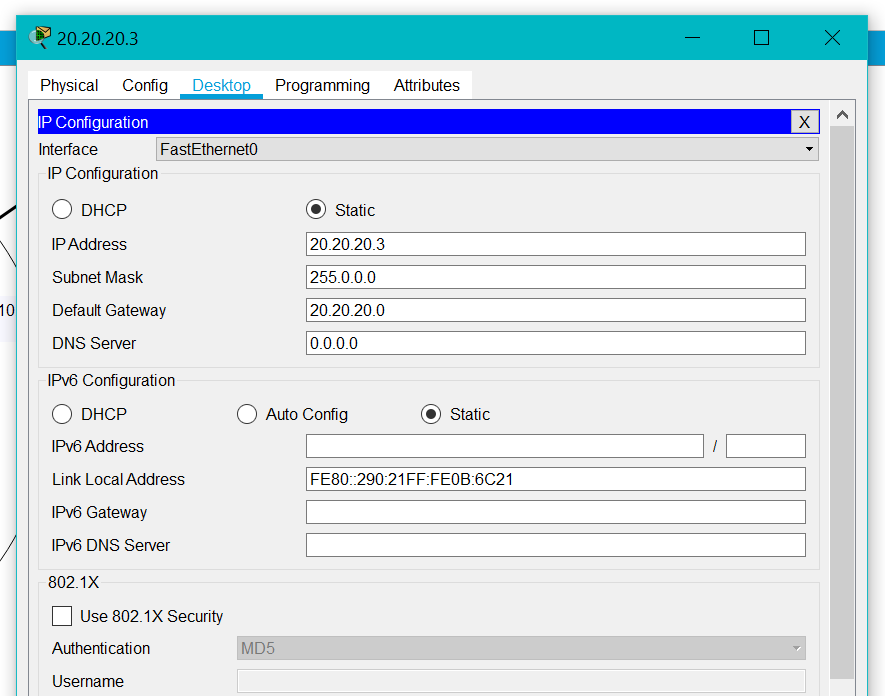 20.20.20.3
Physical Config Desktop Programming Attributes
IP Configuration X
Interface FastEthernet0
IP Configuration
DHCP Static
IP Address 20.20.20.3
Subnet Mask 255.0.0.0
Default Gateway 20.20.20.0
DNS Server 0.0.0.0
IPv6 Configuration
DHCP Auto Config Static
IPv6 Address /
Link Local Address FE80::290:21FF:FE0B:6C21
IPv6 Gateway
IPv6 DNS Server
802.1X
Use 802.1X Security
Authentication MD5
Username
10